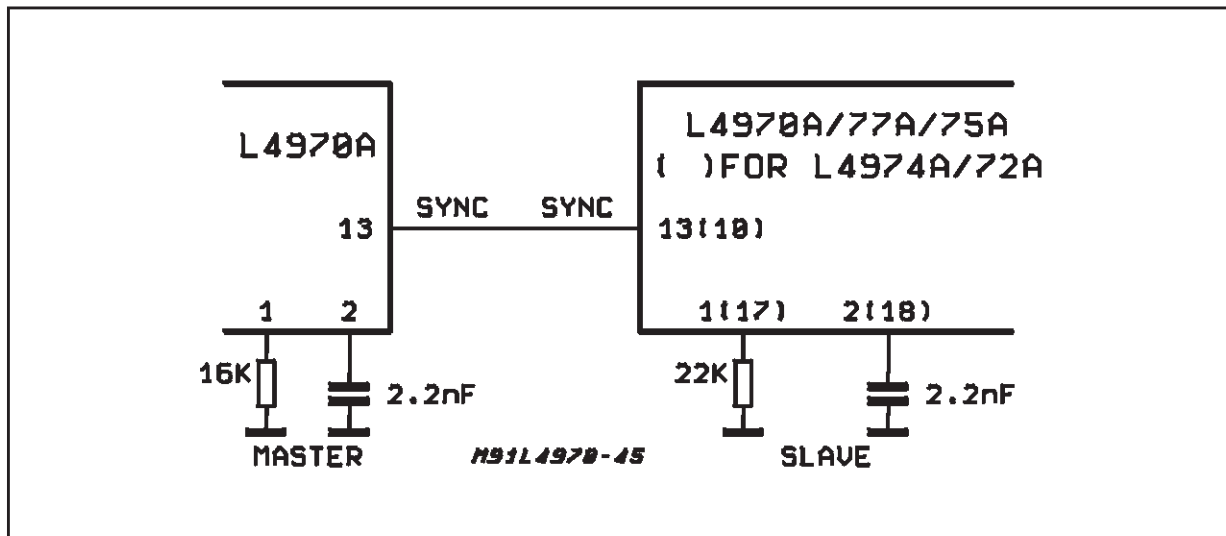 L4970A
L4970A/77A/75A
( )FOR L4974A/72A
SYNC SYNC
13
13(10)
1 2
1(17) 2(18)
16K
2.2nF
22K
2.2nF
MASTER
M91L4970-45
SLAVE